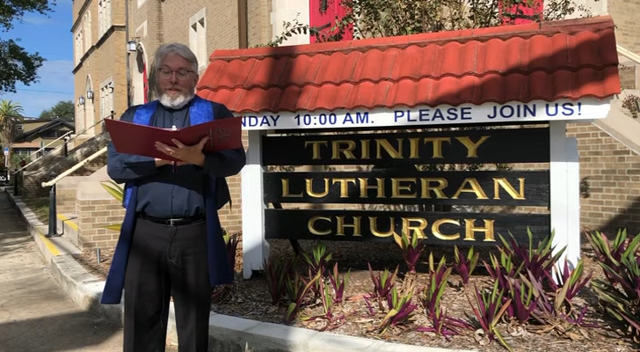 NDAY 10:00 AM. PLEASE JOIN US!
TRINITY
LUTHERAN
CHURCH